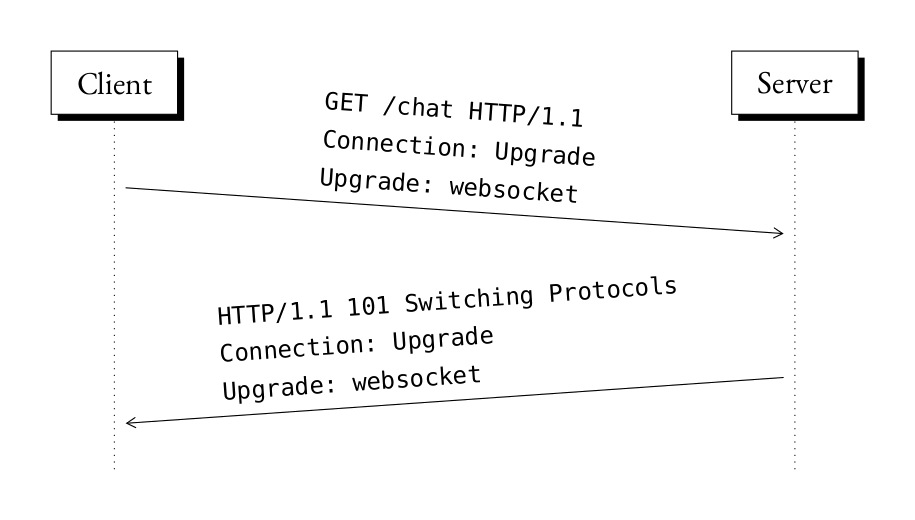 Client
Server
GET /chat HTTP/1.1
Connection: Upgrade
Upgrade: websocket
HTTP/1.1 101 Switching Protocols
Connection: Upgrade
Upgrade: websocket